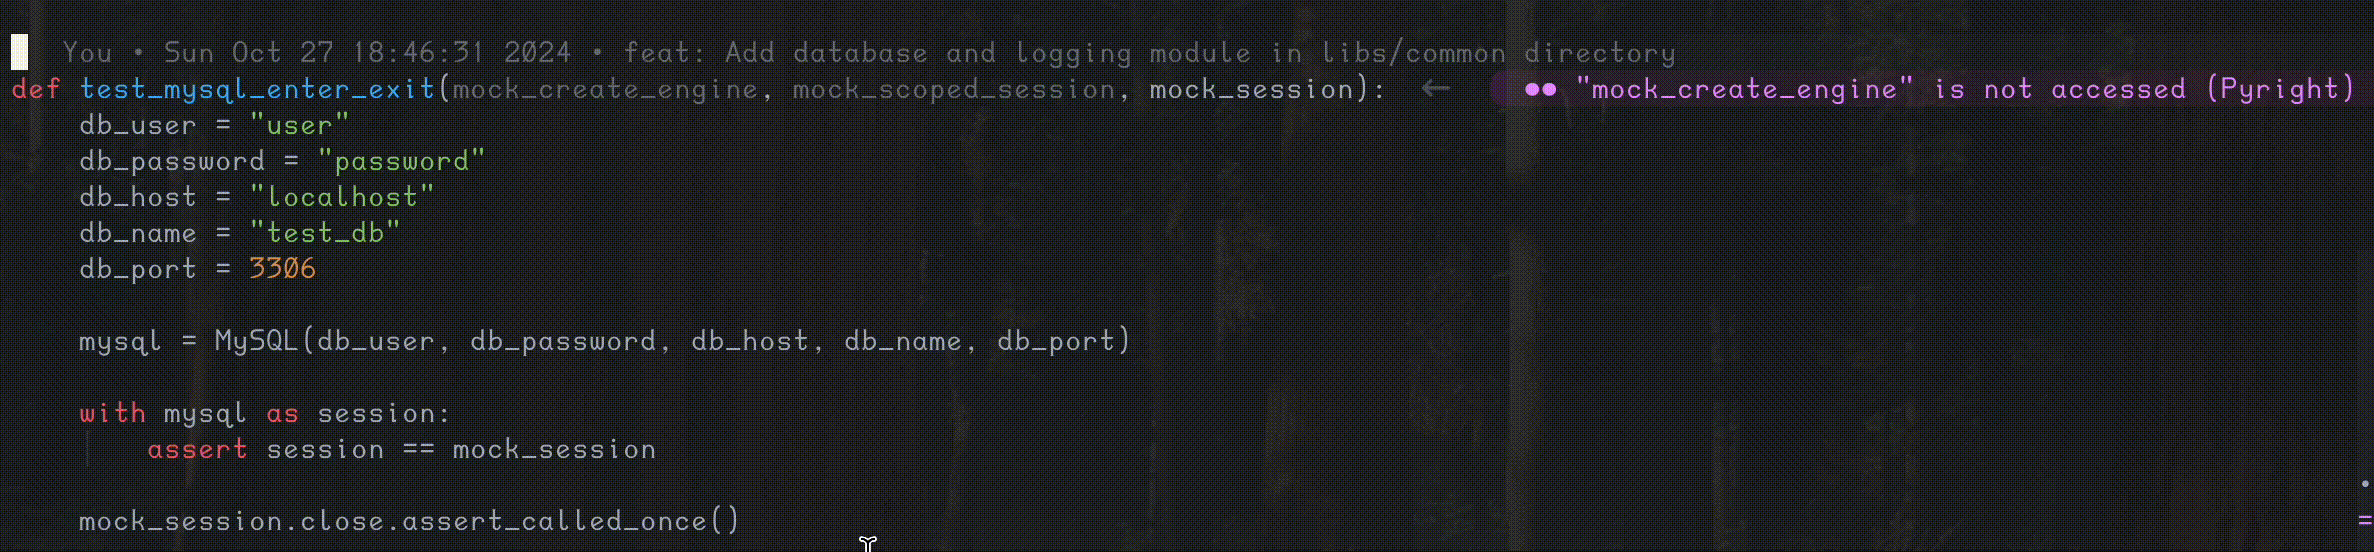 You • Sun Oct 27 18:46:31 2024 • feat: Add database and logging module in libs/common directory
def test_mysql_enter_exit(mock_create_engine, mock_scoped_session, mock_session): ← ●● "mock_create_engine" is not accessed (Pyright)
db_user = "user"
db_password = "password"
db_host = "localhost"
db_name = "test_db"
db_port = 3306
mysql = MySQL(db_user, db_password, db_host, db_name, db_port)
with mysql as session:
assert session == mock_session
mock_session.close.assert_called_once()